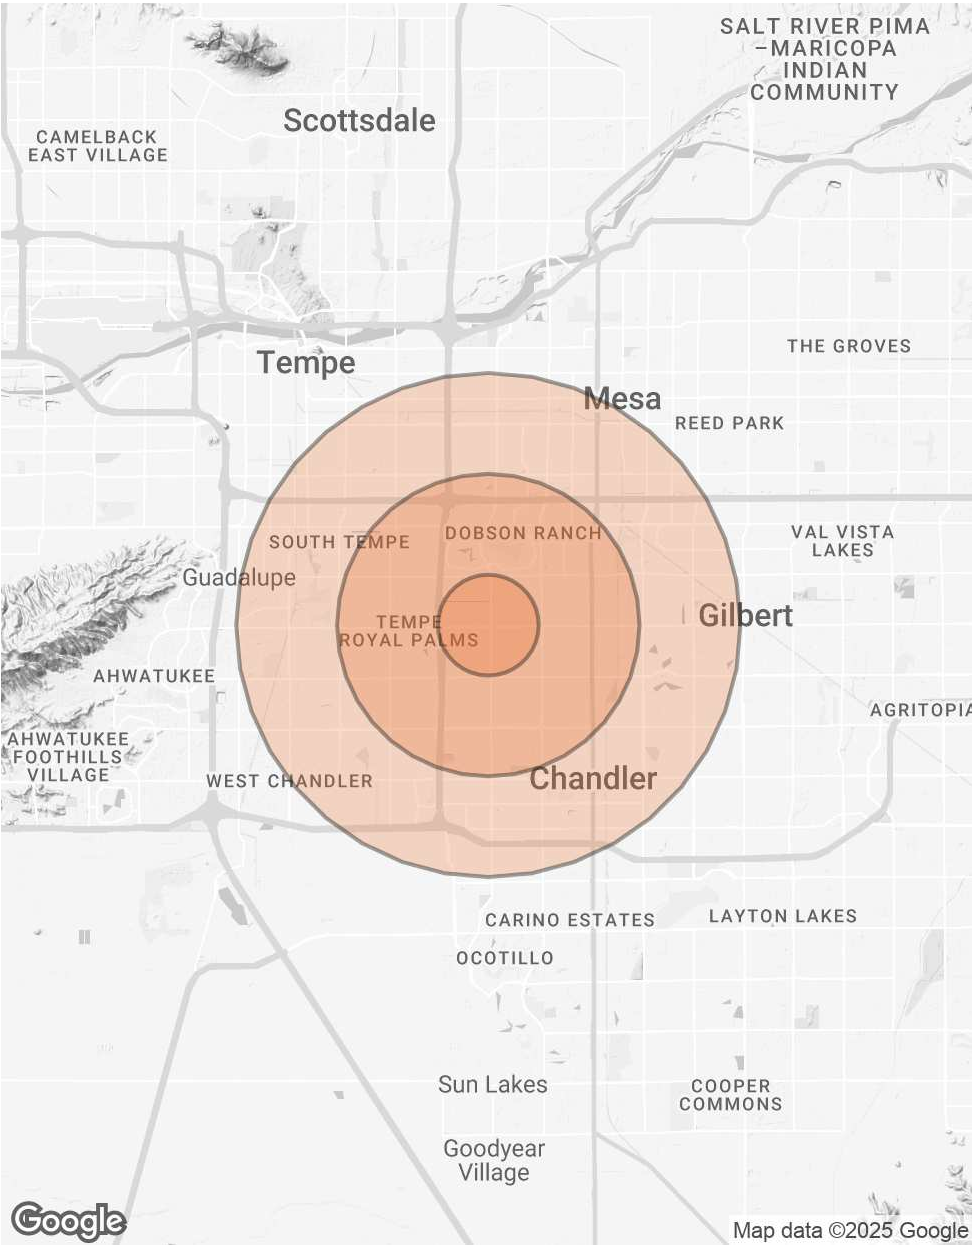 SALT RIVER PIMA
–MARICOPA
INDIAN
COMMUNITY
Scottsdale
CAMELBACK
EAST VILLAGE
THE GROVES
Tempe
Mesa
REED PARK
SOUTH TEMPE
DOBSON RANCH
VAL VISTA
LAKES
Guadalupe
TEMPE
ROYAL PALMS
Gilbert
AHWATUKEE
AGRITOPIA
AHWATUKEE
FOOTHILLS
VILLAGE
WEST CHANDLER
Chandler
CARINO ESTATES
LAYTON LAKES
OCOTILLO
Sun Lakes
COOPER
COMMONS
Goodyear
Village
Google
Map data ©2025 Google